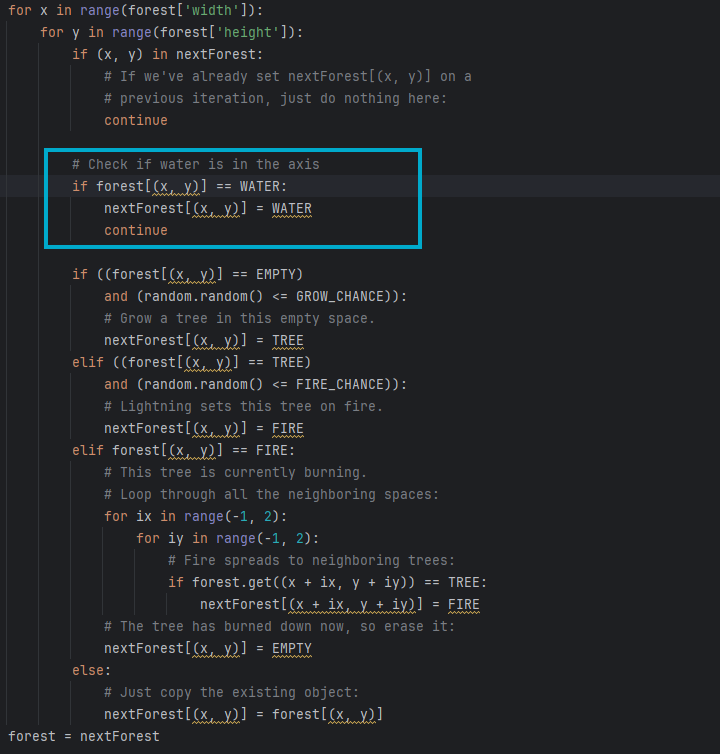 for x in range(forest['width']):
    for y in range(forest['height']):
        if (x, y) in nextForest:
            # If we've already set nextForest[(x, y)] on a
            # previous iteration, just do nothing here:
            continue

        # Check if water is in the axis
        if forest[(x, y)] == WATER:
            nextForest[(x, y)] = WATER
            continue

        if ((forest[(x, y)] == EMPTY)
            and (random.random() <= GROW_CHANCE)):
            # Grow a tree in this empty space.
            nextForest[(x, y)] = TREE
        elif ((forest[(x, y)] == TREE)
            and (random.random() <= FIRE_CHANCE)):
            # Lightning sets this tree on fire.
            nextForest[(x, y)] = FIRE
        elif forest[(x, y)] == FIRE:
            # This tree is currently burning.
            # Loop through all the neighboring spaces:
            for ix in range(-1, 2):
                for iy in range(-1, 2):
                    # Fire spreads to neighboring trees:
                    if forest.get((x + ix, y + iy)) == TREE:
                        nextForest[(x + ix, y + iy)] = FIRE
            # The tree has burned down now, so erase it:
            nextForest[(x, y)] = EMPTY
        else:
            # Just copy the existing object:
            nextForest[(x, y)] = forest[(x, y)]
forest = nextForest